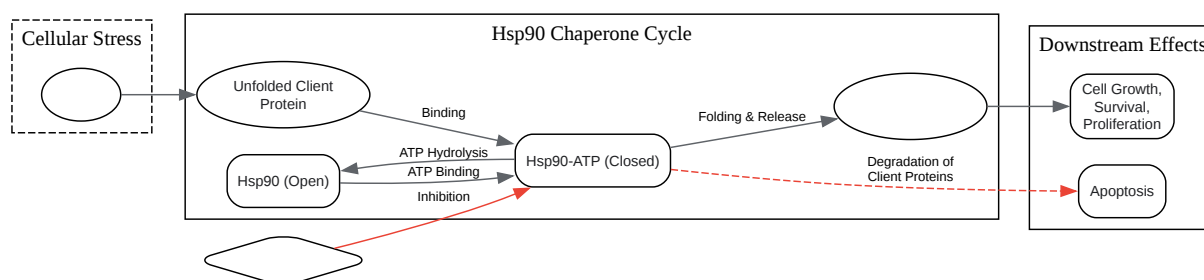 Cellular Stress
Hsp90 Chaperone Cycle
Downstream Effects
Unfolded Client
Protein
Binding
Folding & Release
Cell Growth,
Survival,
Proliferation
ATP Hydrolysis
Hsp90 (Open)
ATP Binding
Hsp90-ATP (Closed)
Inhibition
Degradation of
Client Proteins
Apoptosis